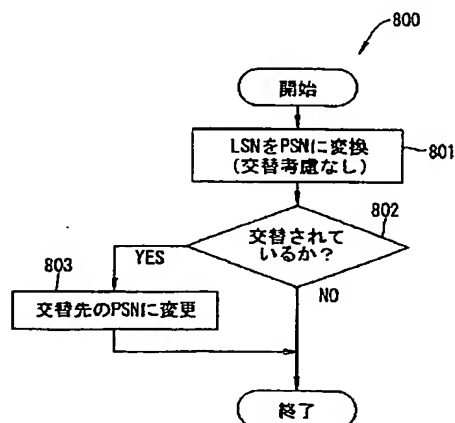 800
開始
LSNをPSNに変換
(交替考慮なし)
801
802
交替されて
いるか?
803
YES
交替先のPSNに変更
NO
終了